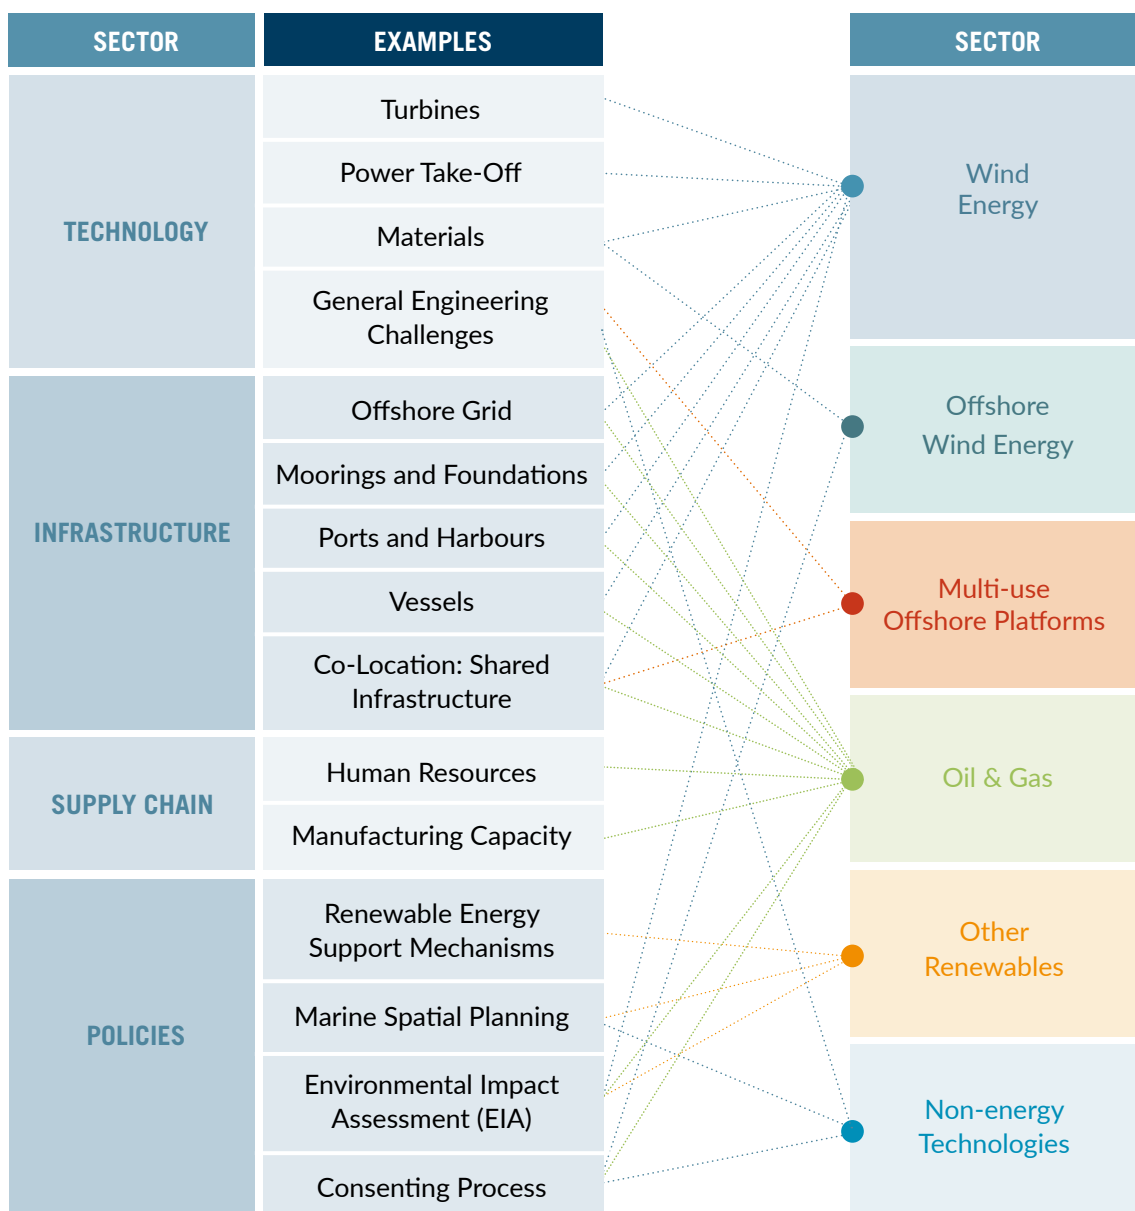 SECTOR
EXAMPLES
SECTOR
TECHNOLOGY
Turbines
Power Take-Off
Materials
General Engineering
Challenges
INFRASTRUCTURE
Offshore Grid
Moorings and Foundations
Ports and Harbours
Vessels
Co-Location: Shared
Infrastructure
SUPPLY CHAIN
Human Resources
Manufacturing Capacity
POLICIES
Renewable Energy
Support Mechanisms
Marine Spatial Planning
Environmental Impact
Assessment (EIA)
Consenting Process
Wind
Energy
Offshore
Wind Energy
Multi-use
Offshore Platforms
Oil & Gas
Other
Renewables
Non-energy
Technologies